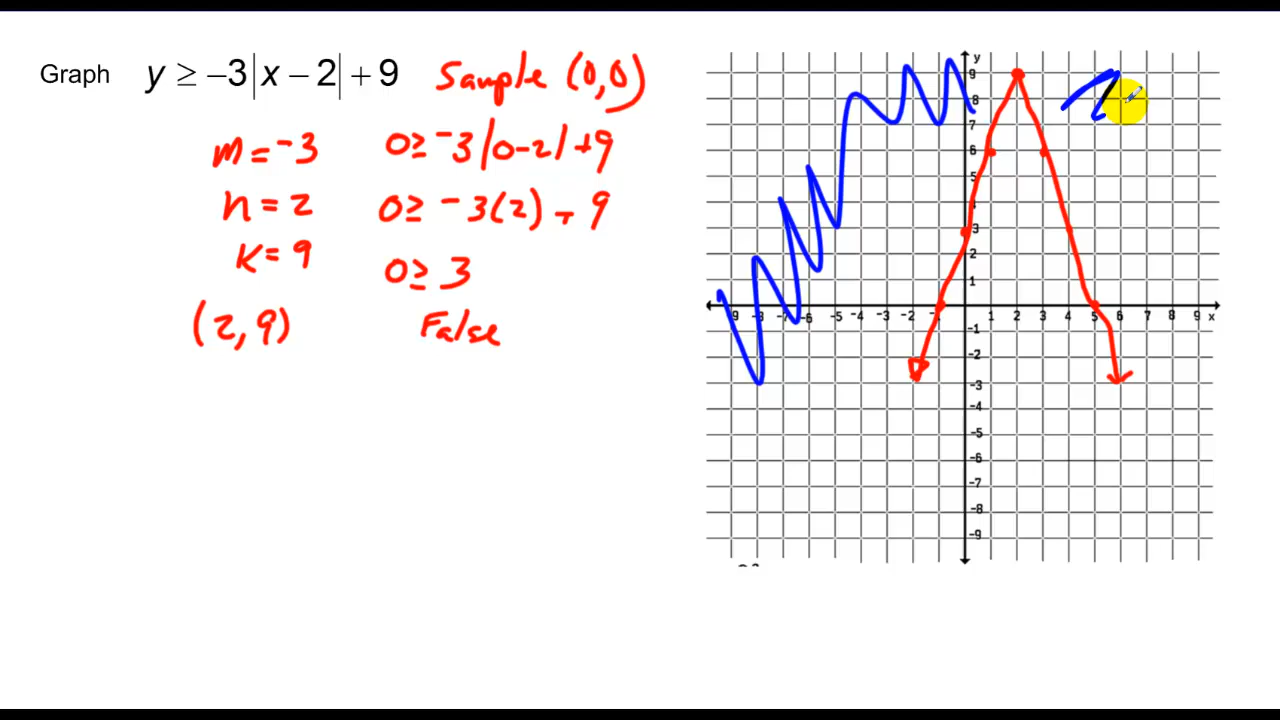 Graph y ≥ −3|x − 2| + 9 Sample (0,0)
m = -3 0 ≥ -3|0-2| +9
h = 2 0 ≥ -3(2) + 9
K = 9 0 ≥ 3
(2, 9) False
y
9
8
7
6
5
4
3
2
1
-9 -8 -7 -6 -5 -4 -3 -2 -1 1 2 3 4 5 6 7 8 9 x
-1
-2
-3
-4
-5
-6
-7
-8
-9